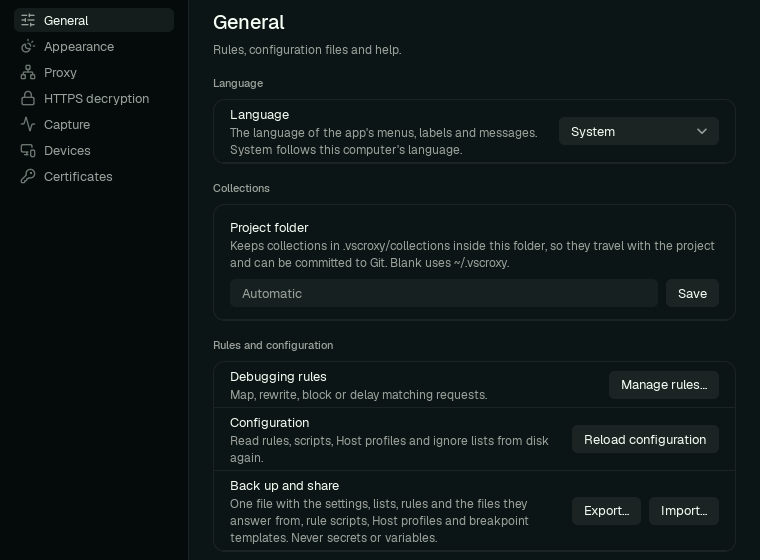 General
Appearance
Proxy
HTTPS decryption
Capture
Devices
Certificates
General
Rules, configuration files and help.
Language
Language
The language of the app's menus, labels and messages.
System follows this computer's language.
System
Collections
Project folder
Keeps collections in .vscroxy/collections inside this folder, so they travel with the project
and can be committed to Git. Blank uses ~/.vscroxy.
Automatic
Save
Rules and configuration
Debugging rules
Map, rewrite, block or delay matching requests.
Manage rules…
Configuration
Read rules, scripts, Host profiles and ignore lists from disk
again.
Reload configuration
Back up and share
One file with the settings, lists, rules and the files they
answer from, rule scripts, Host profiles and breakpoint
templates. Never secrets or variables.
Export…
Import…